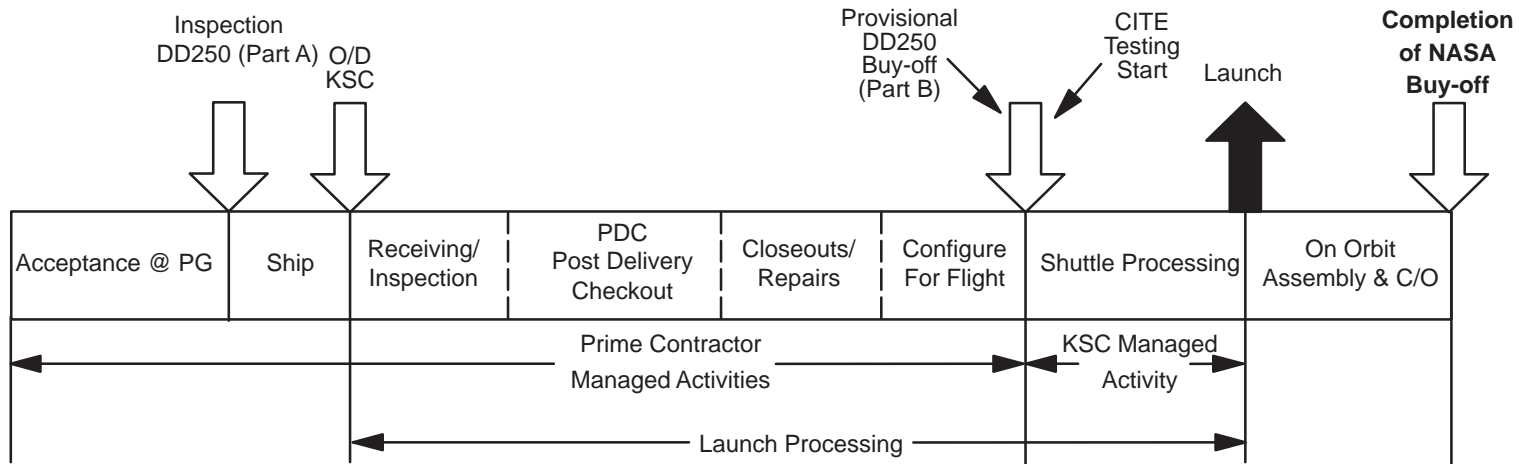 Inspection
DD250 (Part A)
O/D
KSC
Provisional
DD250
Buy-off
(Part B)
CITE
Testing
Start
Launch
Completion
of NASA
Buy-off
Acceptance @ PG
Ship
Receiving/
Inspection
PDC
Post Delivery
Checkout
Closeouts/
Repairs
Configure
For Flight
Shuttle Processing
On Orbit
Assembly & C/O
Prime Contractor
Managed Activities
KSC Managed
Activity
Launch Processing